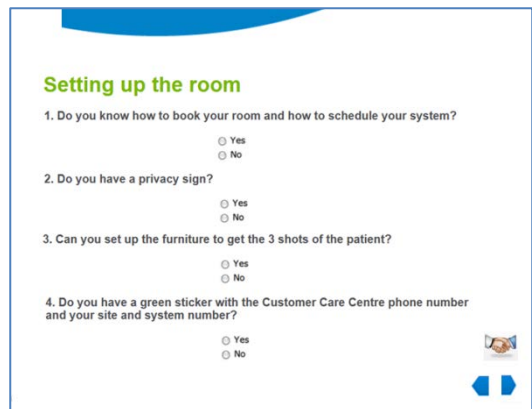 Setting up the room
1. Do you know how to book your room and how to schedule your system?
Yes
No
2. Do you have a privacy sign?
Yes
No
3. Can you set up the furniture to get the 3 shots of the patient?
Yes
No
4. Do you have a green sticker with the Customer Care Centre phone number
and your site and system number?
Yes
No